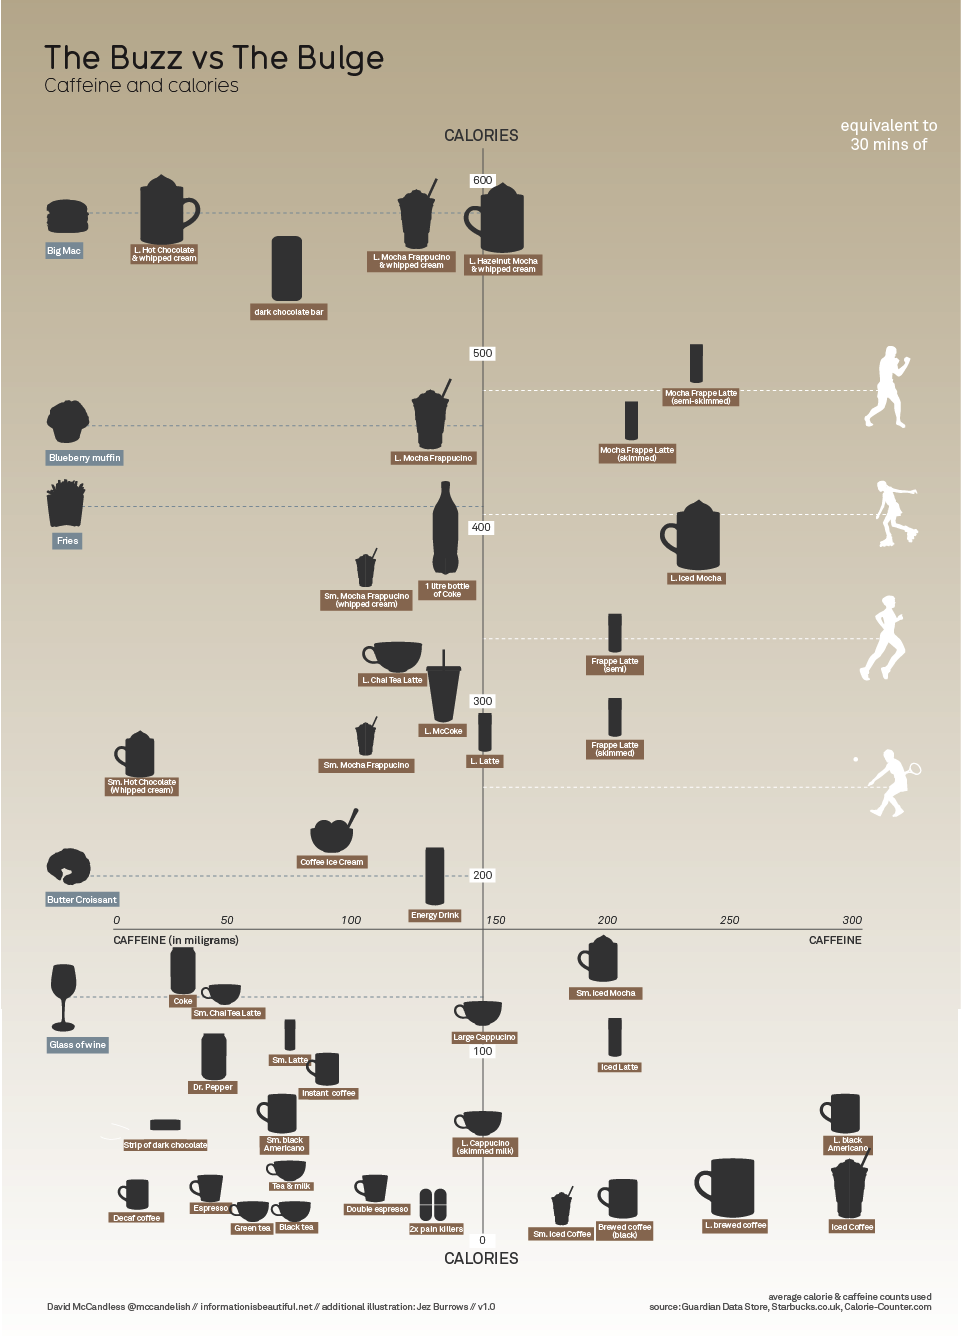 The Buzz vs The Bulge
Caffeine and calories
equivalent to
30 mins of
CALORIES
600
Big Mac
L. Hot Chocolate
& whipped cream
L. Mocha Frappucino
& whipped cream
L. Hazelnut Mocha
& whipped cream
dark chocolate bar
500
Mocha Frappe Latte
(semi-skimmed)
Blueberry muffin
L. Mocha Frappucino
Mocha Frappe Latte
(skimmed)
400
Fries
Sm. Mocha Frappucino
(whipped cream)
1 litre bottle
of Coke
L. Iced Mocha
Frappe Latte
(semi)
L. Chai Tea Latte
300
L. McCoke
Sm. Mocha Frappucino
L. Latte
Frappe Latte
(skimmed)
Sm. Hot Chocolate
(Whipped cream)
Coffee Ice Cream
200
Butter Croissant
Energy Drink
0 50 100 150 200 250 300
CAFFEINE (in miligrams)
CAFFEINE
Coke
Sm. Chai Tea Latte
Sm. Iced Mocha
Glass of wine
Large Cappucino
100
Sm. Latte
Iced Latte
Dr. Pepper
Instant coffee
Strip of dark chocolate
Sm. black
Americano
L. Cappucino
(skimmed milk)
L. black
Americano
Tea & milk
Decaf coffee
Espresso
Green tea
Black tea
Double espresso
2x pain killers
Sm. Iced Coffee
Brewed coffee
(black)
L. brewed coffee
Iced Coffee
0
CALORIES
David McCandless @mccandelish // informationisbeautiful.net // additional illustration: Jez Burrows // v1.0
average calorie & caffeine counts used
source: Guardian Data Store, Starbucks.co.uk, Calorie-Counter.com